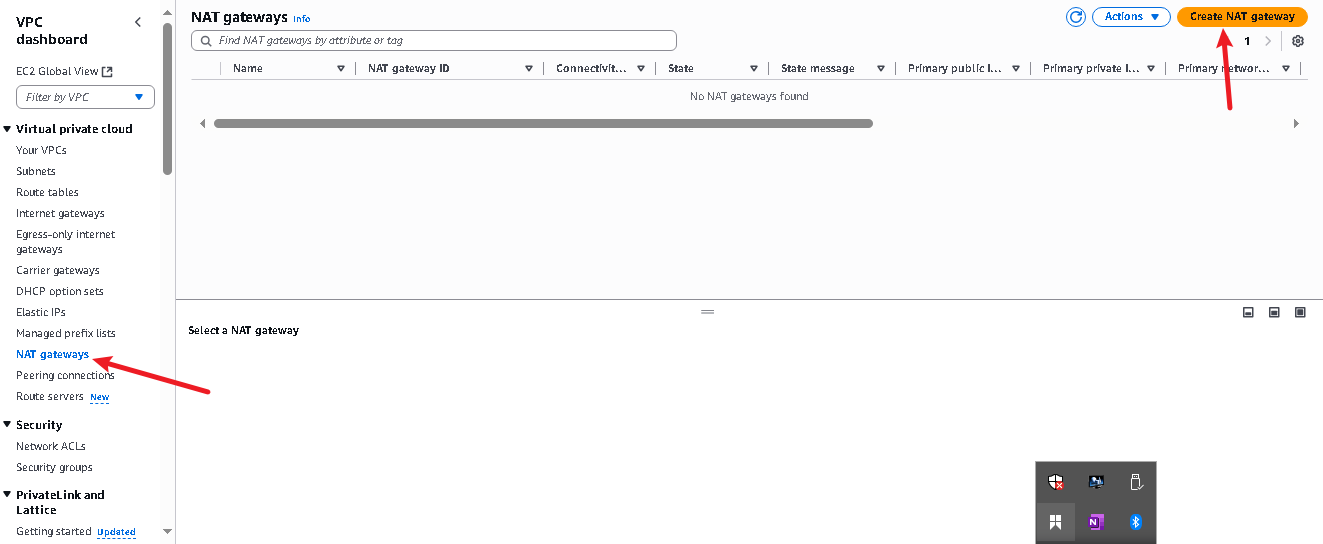 VPC
dashboard
EC2 Global View
Filter by VPC
Virtual private cloud
Your VPCs
Subnets
Route tables
Internet gateways
Egress-only internet
gateways
Carrier gateways
DHCP option sets
Elastic IPs
Managed prefix lists
NAT gateways
Peering connections
Route servers New
Security
Network ACLs
Security groups
PrivateLink and
Lattice
Getting started Updated
NAT gateways Info
Actions
Create NAT gateway
Find NAT gateways by attribute or tag
1
Name
NAT gateway ID
Connectivit...
State
State message
Primary public I...
Primary private I...
Primary networ...
No NAT gateways found
Select a NAT gateway
N